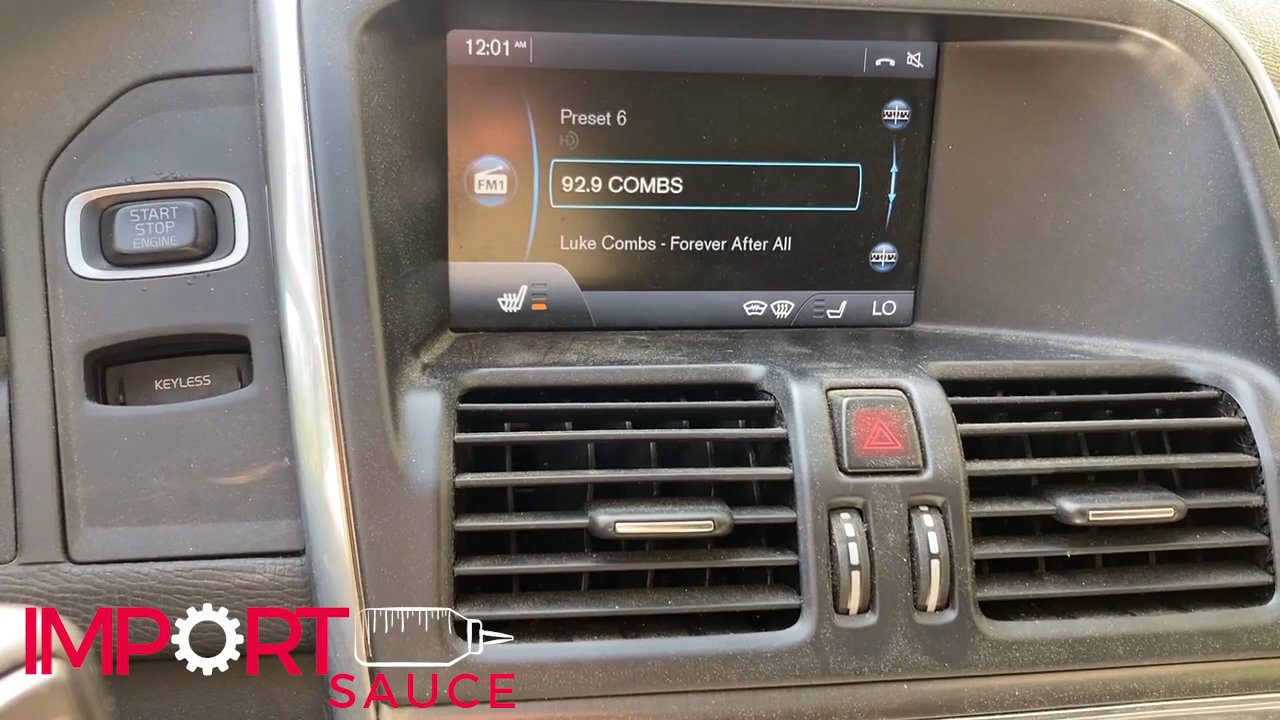 12:01 AM
Preset 6
HD
FM1
92.9 COMBS
Luke Combs - Forever After All
LO
START
STOP
ENGINE
KEYLESS
IMPORT
SAUCE